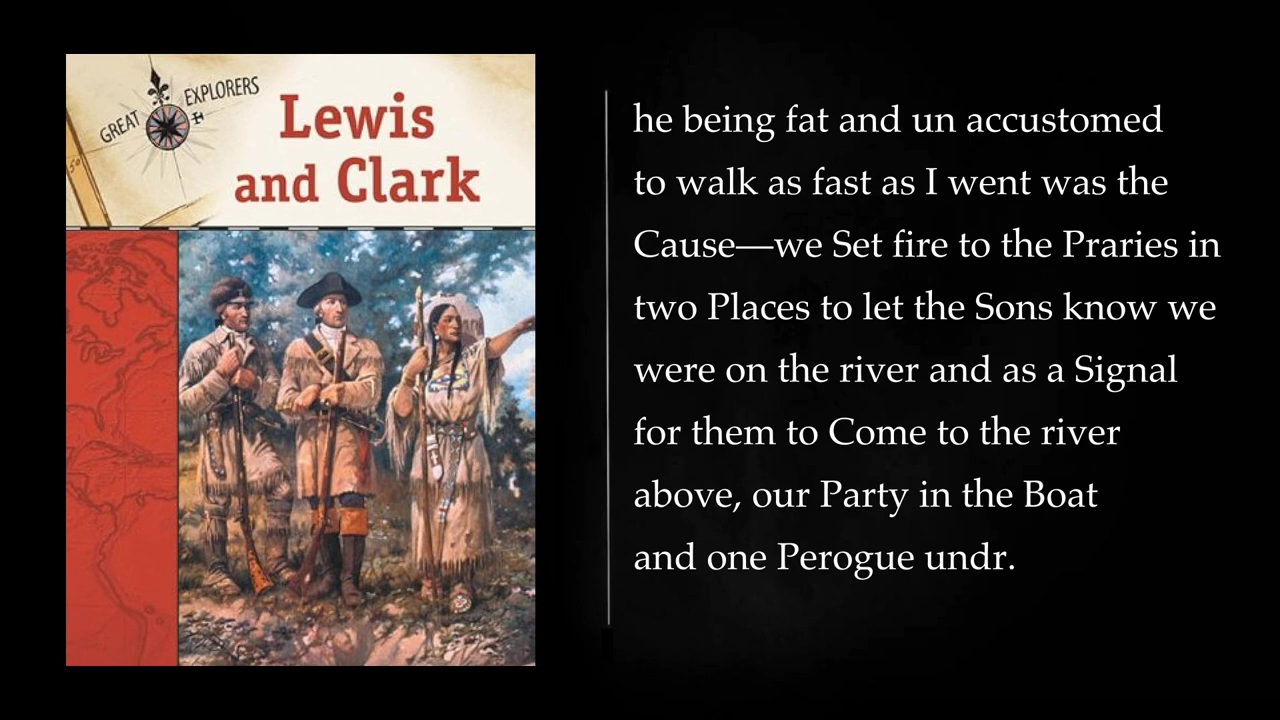 GREAT EXPLORERS
Lewis
and Clark
50
he being fat and un accustomed
to walk as fast as I went was the
Cause—we Set fire to the Praries in
two Places to let the Sons know we
were on the river and as a Signal
for them to Come to the river
above, our Party in the Boat
and one Perogue undr.